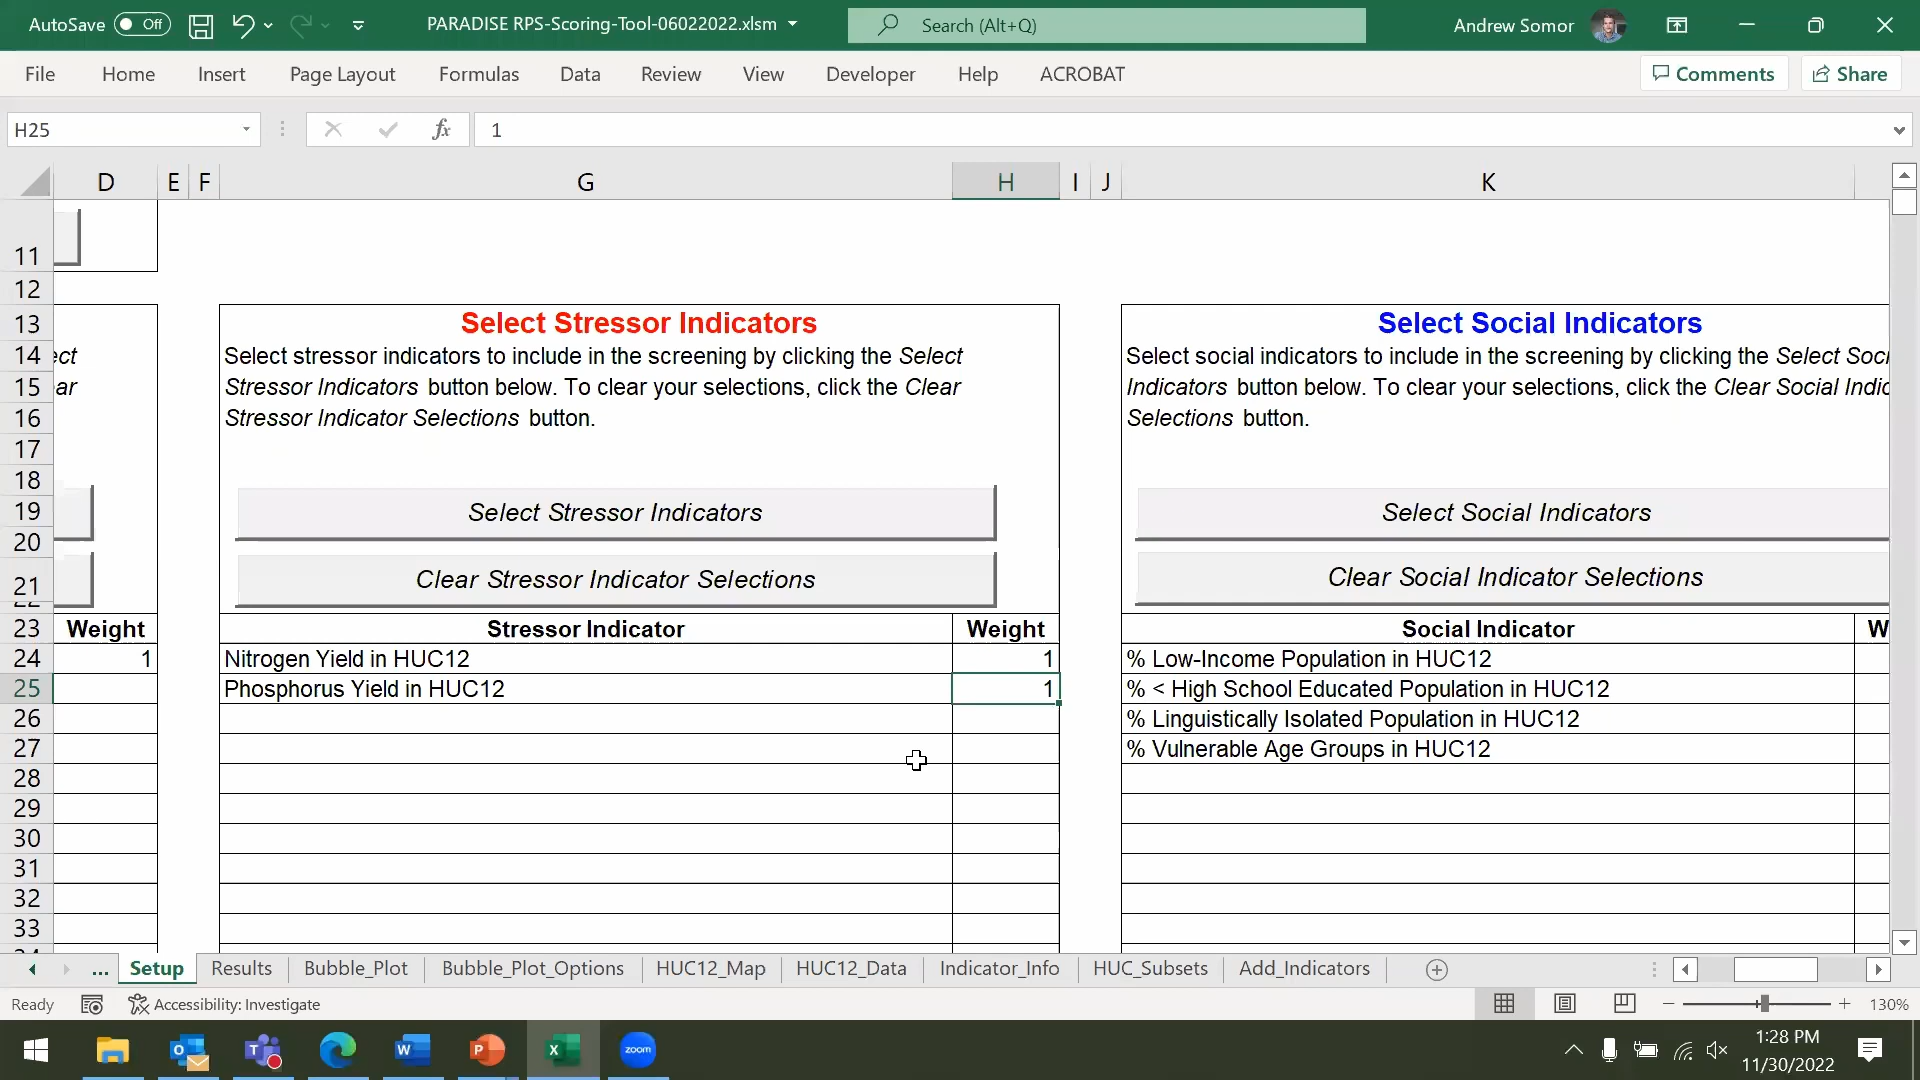 AutoSave Off PARADISE RPS-Scoring-Tool-06022022.xlsm Search (Alt+Q) Andrew Somor
File Home Insert Page Layout Formulas Data Review View Developer Help ACROBAT Comments Share
H25 fx 1
D E F G H I J K
11
12
13 Select Stressor Indicators Select Social Indicators
14 ect Select stressor indicators to include in the screening by clicking the Select Select social indicators to include in the screening by clicking the Select Soci
15 ar Stressor Indicators button below. To clear your selections, click the Clear Indicators button below. To clear your selections, click the Clear Social Indic
16 Stressor Indicator Selections button. Selections button.
17
18
19 Select Stressor Indicators Select Social Indicators
20
21 Clear Stressor Indicator Selections Clear Social Indicator Selections
23 Weight Stressor Indicator Weight Social Indicator W
24 1 Nitrogen Yield in HUC12 1 % Low-Income Population in HUC12
25 Phosphorus Yield in HUC12 1 % < High School Educated Population in HUC12
26 % Linguistically Isolated Population in HUC12
27 % Vulnerable Age Groups in HUC12
28
29
30
31
32
33
... Setup Results Bubble_Plot Bubble_Plot_Options HUC12_Map HUC12_Data Indicator_Info HUC_Subsets Add_Indicators
Ready Accessibility: Investigate 130%
zoom 1:28 PM
11/30/2022